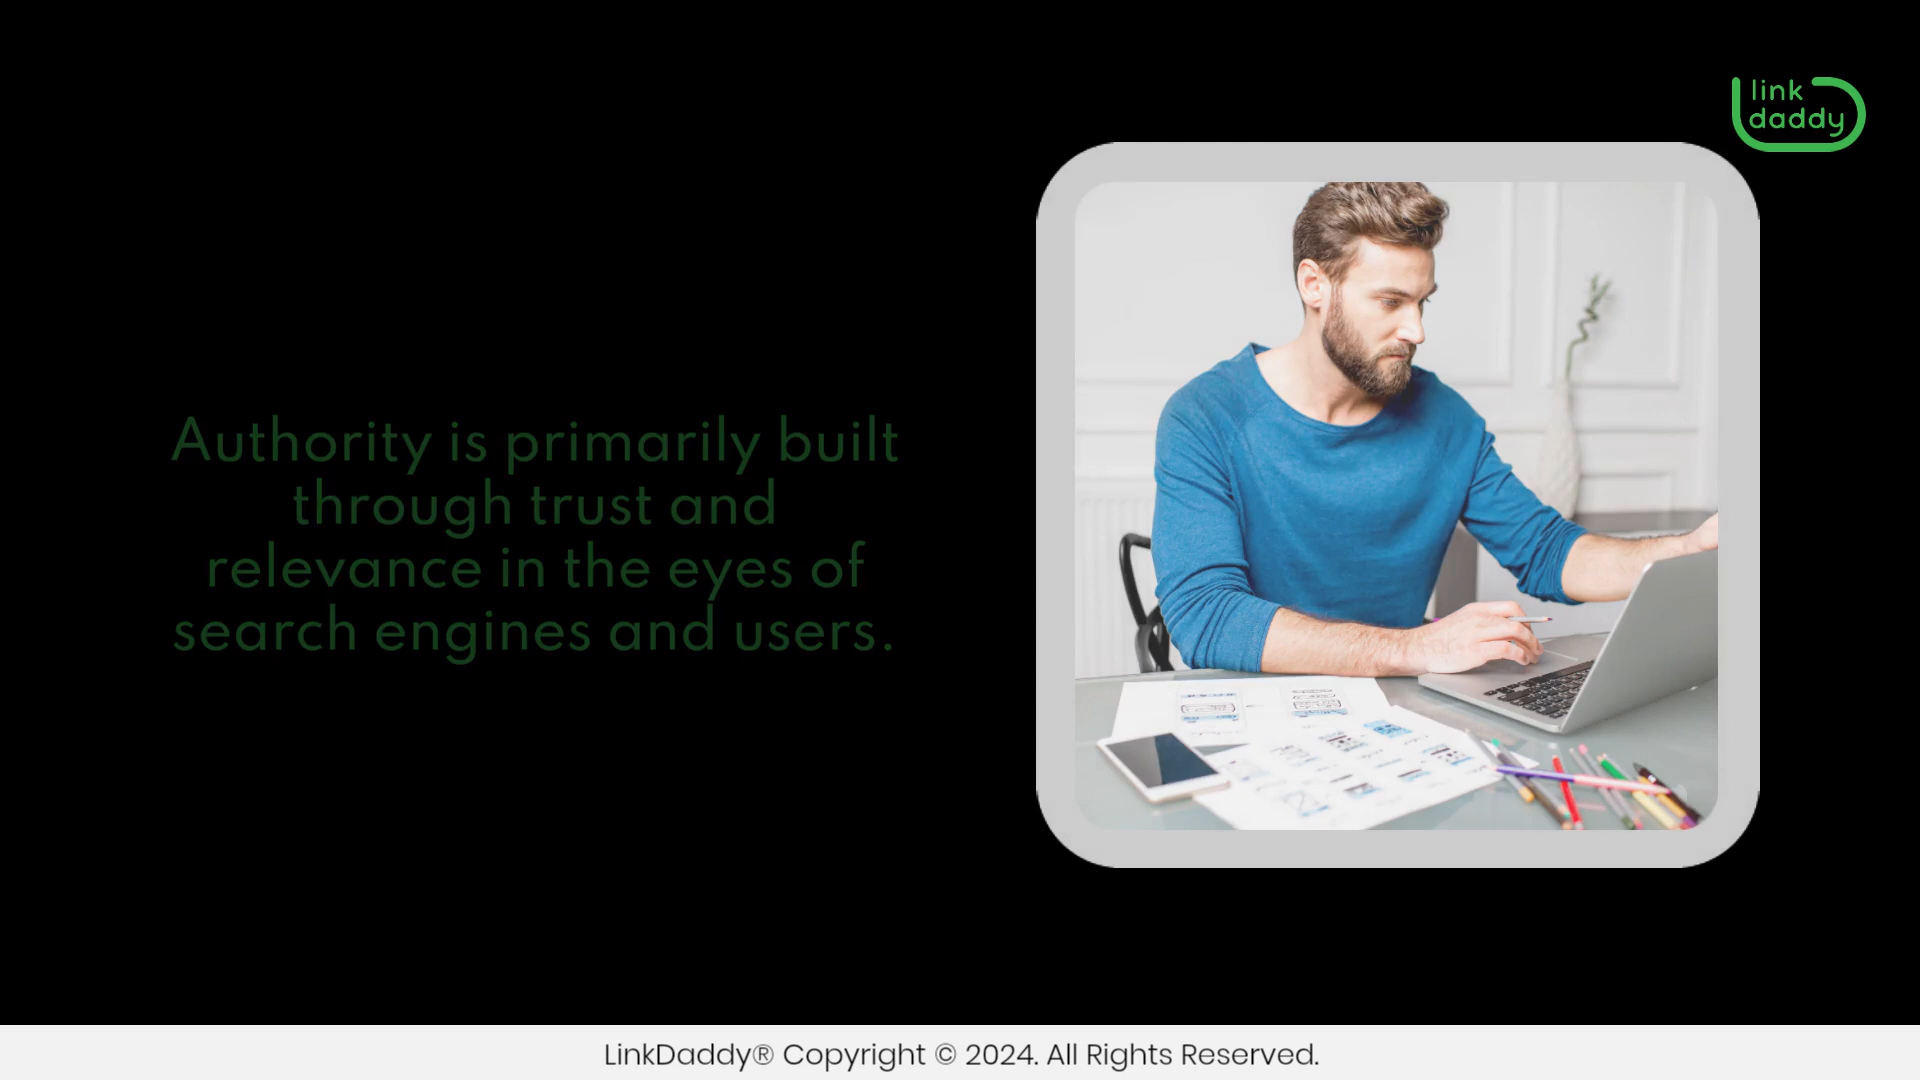 link
daddy
Authority is primarily built
through trust and
relevance in the eyes of
search engines and users.
LinkDaddy® Copyright © 2024. All Rights Reserved.